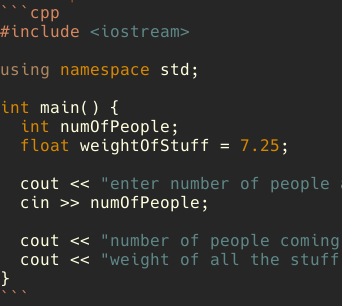 ```cpp
#include <iostream>
using namespace std;
int main() {
int numOfPeople;
float weightOfStuff = 7.25;
cout << "enter number of people
cin >> numOfPeople;
cout << "number of people coming
cout << "weight of all the stuff
}
```